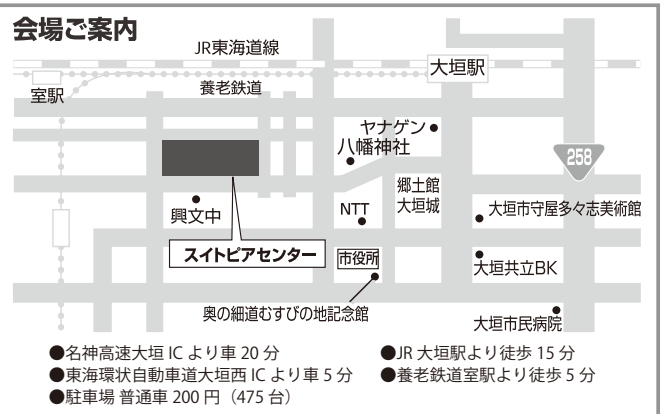 会場ご案内
JR東海道線
大垣駅
室駅
養老鉄道
ヤナゲン
八幡神社
258
郷土館
大垣城
興文中
NTT
大垣市守屋多々志美術館
スイトピアセンター
市役所
大垣共立BK
奥の細道むすびの地記念館
大垣市民病院
●名神高速大垣 IC より車 20 分
●JR 大垣駅より徒歩 15 分
●東海環状自動車道大垣西 IC より車 5 分
●養老鉄道室駅より徒歩 5 分
●駐車場 普通車 200 円（475 台）